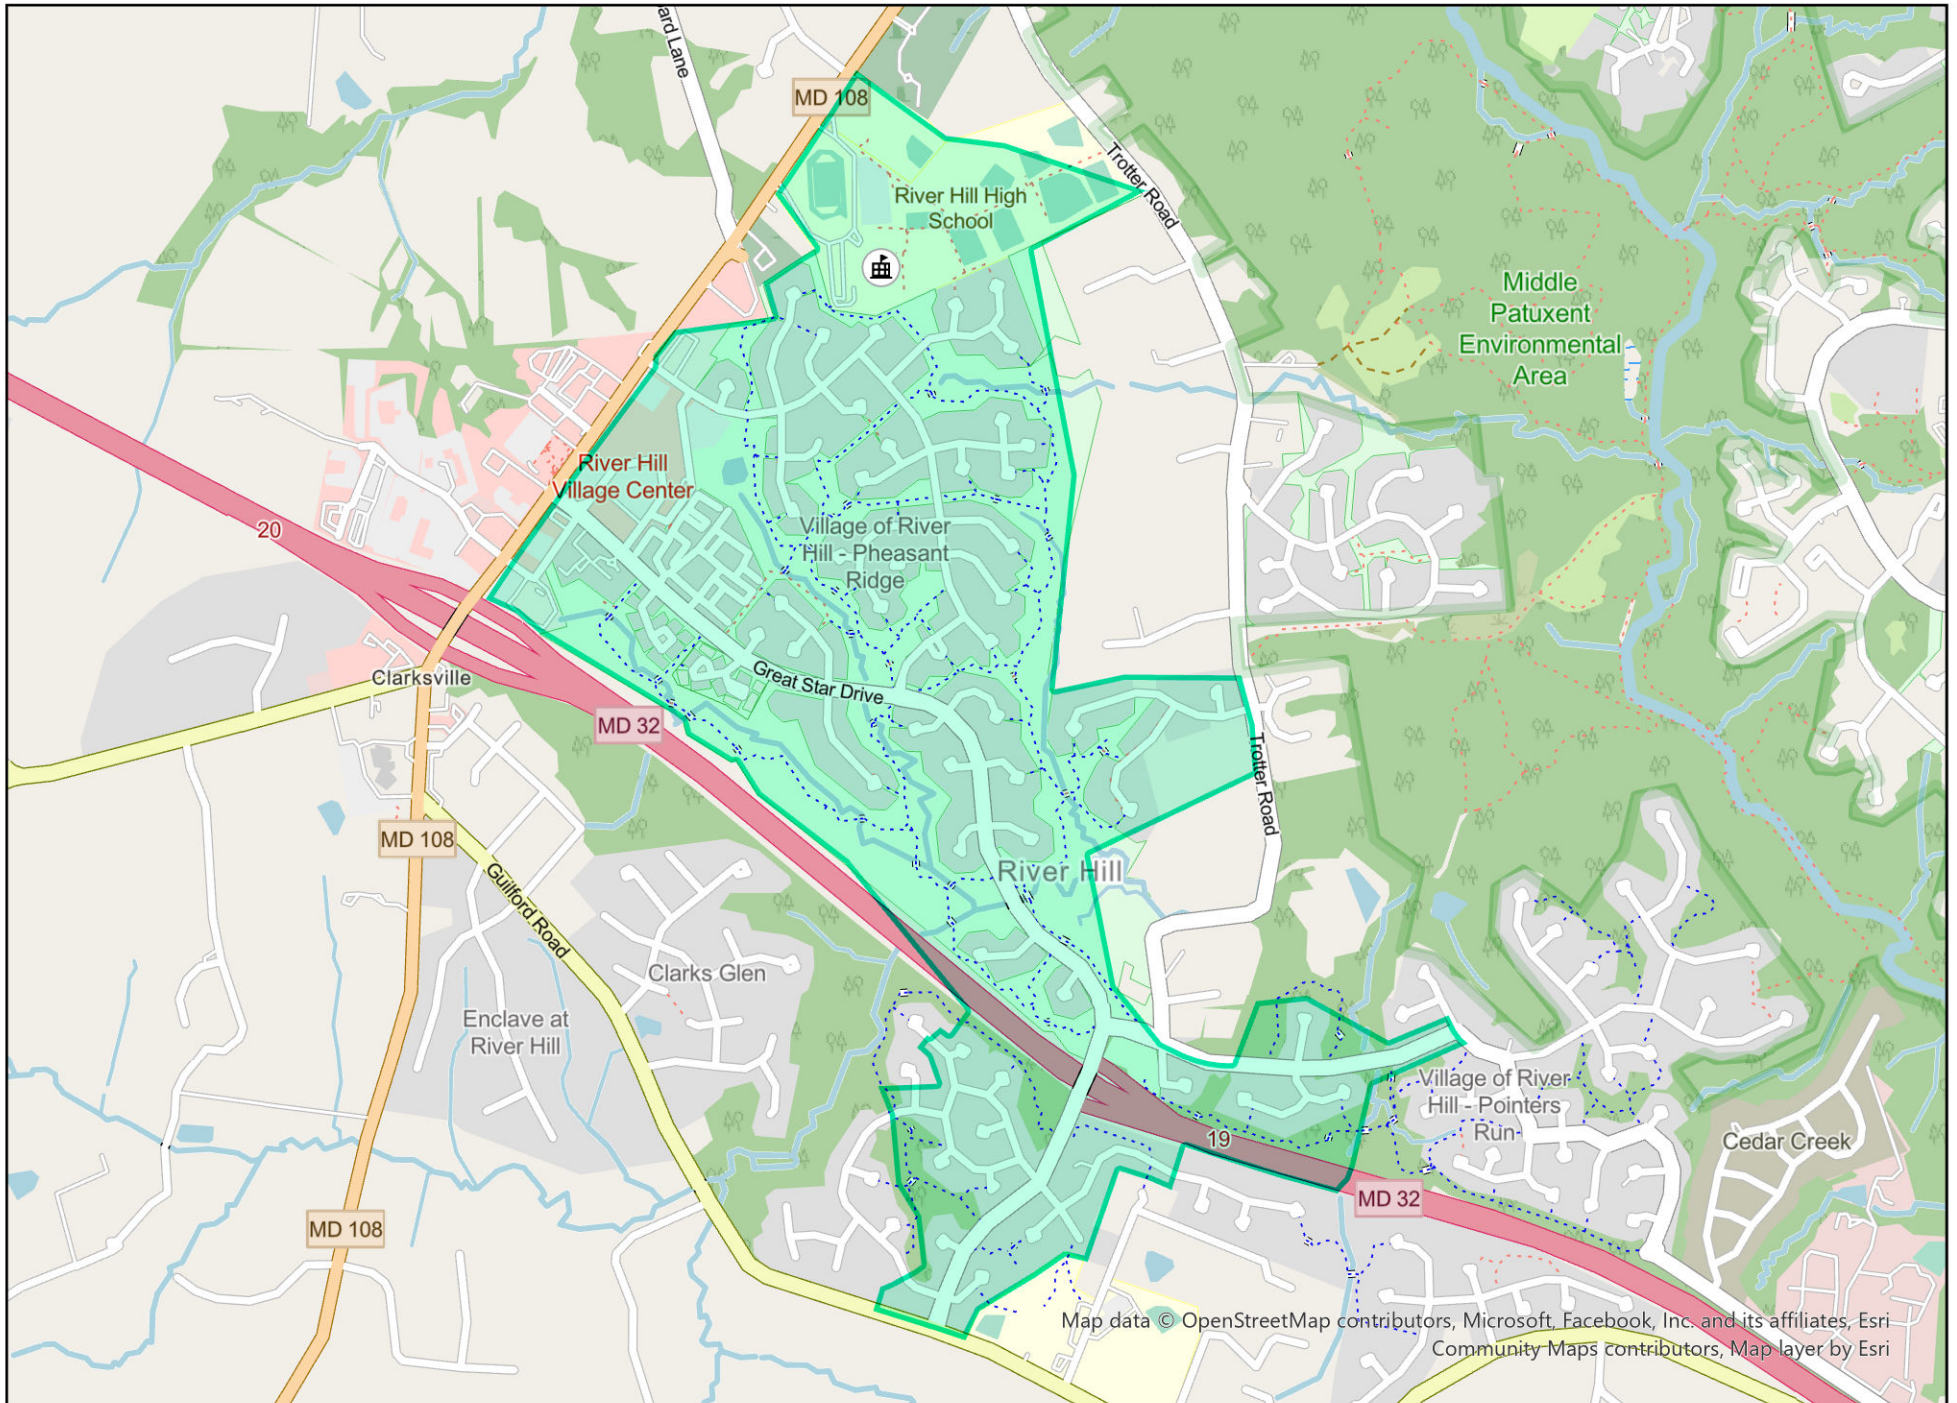 ard Lane
MD 108
Trotter Road
River Hill High
School
Middle
Patuxent
Environmental
Area
River Hill
Village Center
20
Village of River
Hill - Pheasant
Ridge
Great Star Drive
Clarksville
MD 32
Trotter Road
MD 108
River Hill
Guilford Road
Clarks Glen
Enclave at
River Hill
Village of River
Hill - Pointers
Run
19
Cedar Creek
MD 32
MD 108
Map data © OpenStreetMap contributors, Microsoft, Facebook, Inc. and its affiliates, Esri
Community Maps contributors, Map layer by Esri